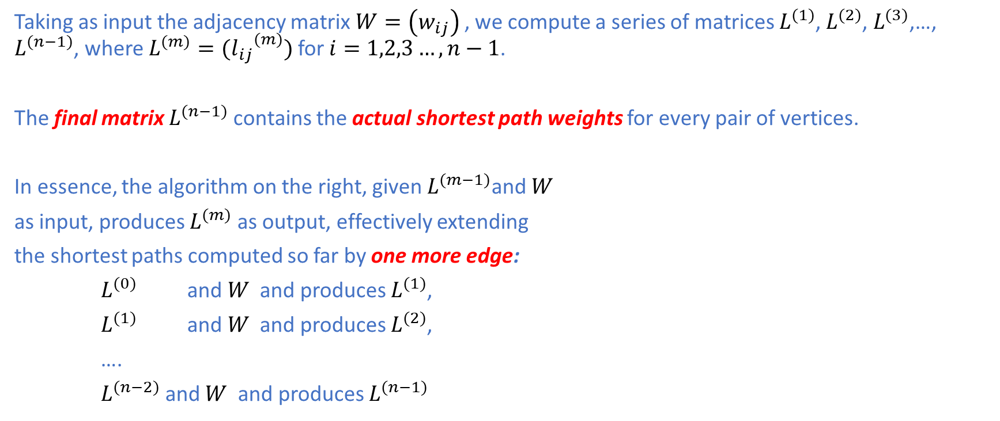 Taking as input the adjacency matrix W = (w_{ij}) , we compute a series of matrices L^{(1)}, L^{(2)}, L^{(3)},...,
L^{(n−1)}, where L^{(m)} = (l_{ij}^{(m)}) for i = 1,2,3 ... , n − 1.
The final matrix L^{(n−1)} contains the actual shortest path weights for every pair of vertices.
In essence, the algorithm on the right, given L^{(m−1)} and W
as input, produces L^{(m)} as output, effectively extending
the shortest paths computed so far by one more edge:
L^{(0)} and W and produces L^{(1)},
L^{(1)} and W and produces L^{(2)},
....
L^{(n−2)} and W and produces L^{(n−1)}